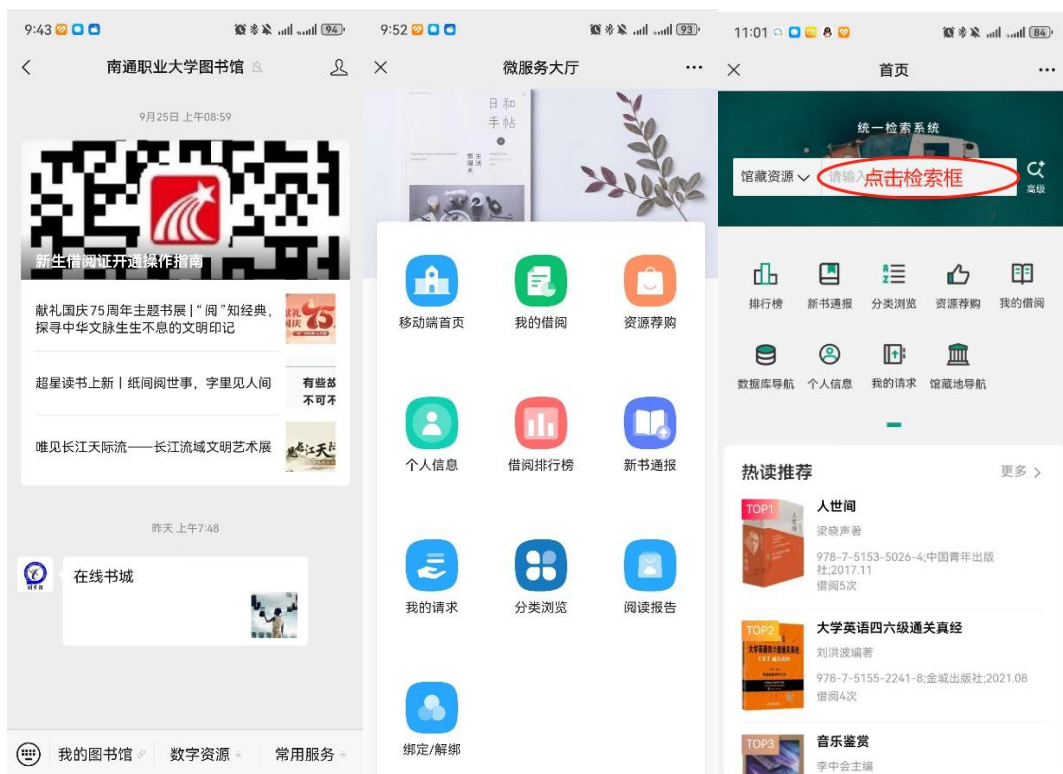 9:43
94
南通职业大学图书馆
9月25日 上午08:59
新生借阅证开通操作指南
献礼国庆75周年主题书展|“阅”知经典,
探寻中华文脉生生不息的文明印记
超星读书上新丨纸间阅世事，字里见人间
有些故
不可不
唯见长江天际流——长江流域文明艺术展
昨天 上午7:48
在线书城
我的图书馆
数字资源
常用服务
9:52
93
微服务大厅
日和
手帖
移动端首页
我的借阅
资源荐购
个人信息
借阅排行榜
新书通报
我的请求
分类浏览
阅读报告
绑定/解绑
11:01
84
首页
统一检索系统
馆藏资源
请输入
点击检索框
高级
排行榜
新书通报
分类浏览
资源荐购
我的借阅
数据库导航
个人信息
我的请求
馆藏地导航
热读推荐
更多
TOP1
人世间
梁晓声著
978-7-5153-5026-4;中国青年出版
社;2017.11
借阅5次
TOP2
大学英语四六级通关真经
刘洪波编著
978-7-5155-2241-8;金城出版社;2021.08
借阅4次
TOP3
音乐鉴赏
李中会主编